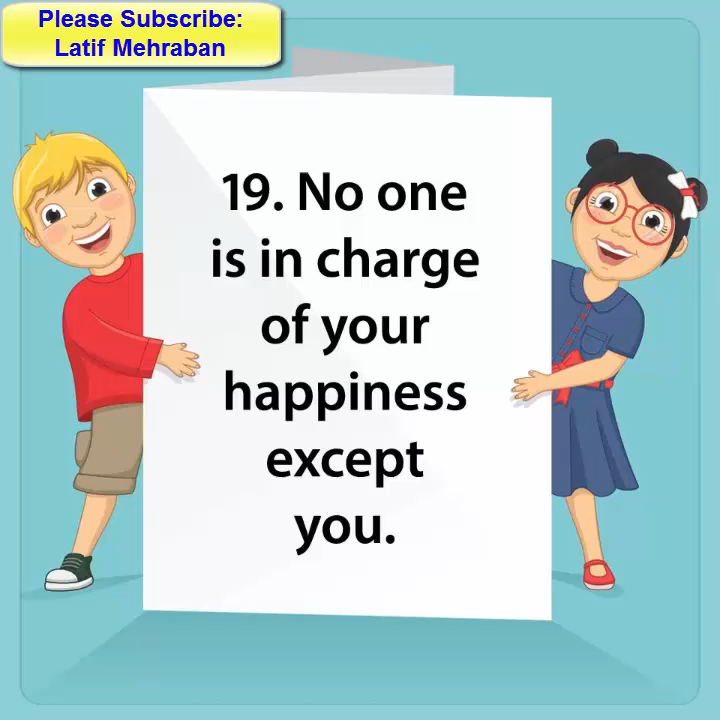 Please Subscribe:
Latif Mehraban
19. No one
is in charge
of your
happiness
except
you.